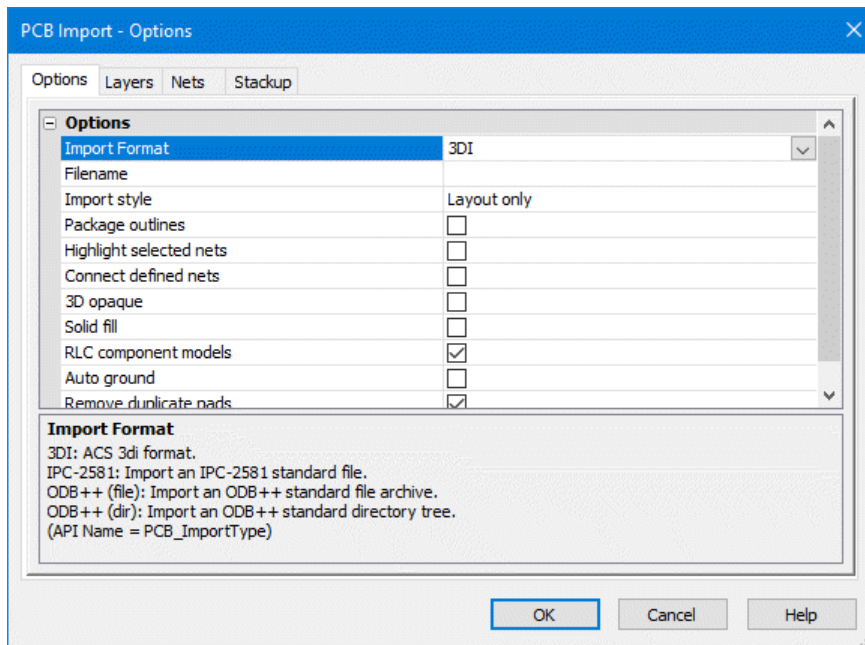 PCB Import - Options
Options Layers Nets Stackup
Options
Import Format 3DI
Filename
Import style Layout only
Package outlines
Highlight selected nets
Connect defined nets
3D opaque
Solid fill
RLC component models
Auto ground
Remove duplicate pads
Import Format
3DI: ACS 3di format.
IPC-2581: Import an IPC-2581 standard file.
ODB++ (file): Import an ODB++ standard file archive.
ODB++ (dir): Import an ODB++ standard directory tree.
(API Name = PCB_ImportType)
OK Cancel Help